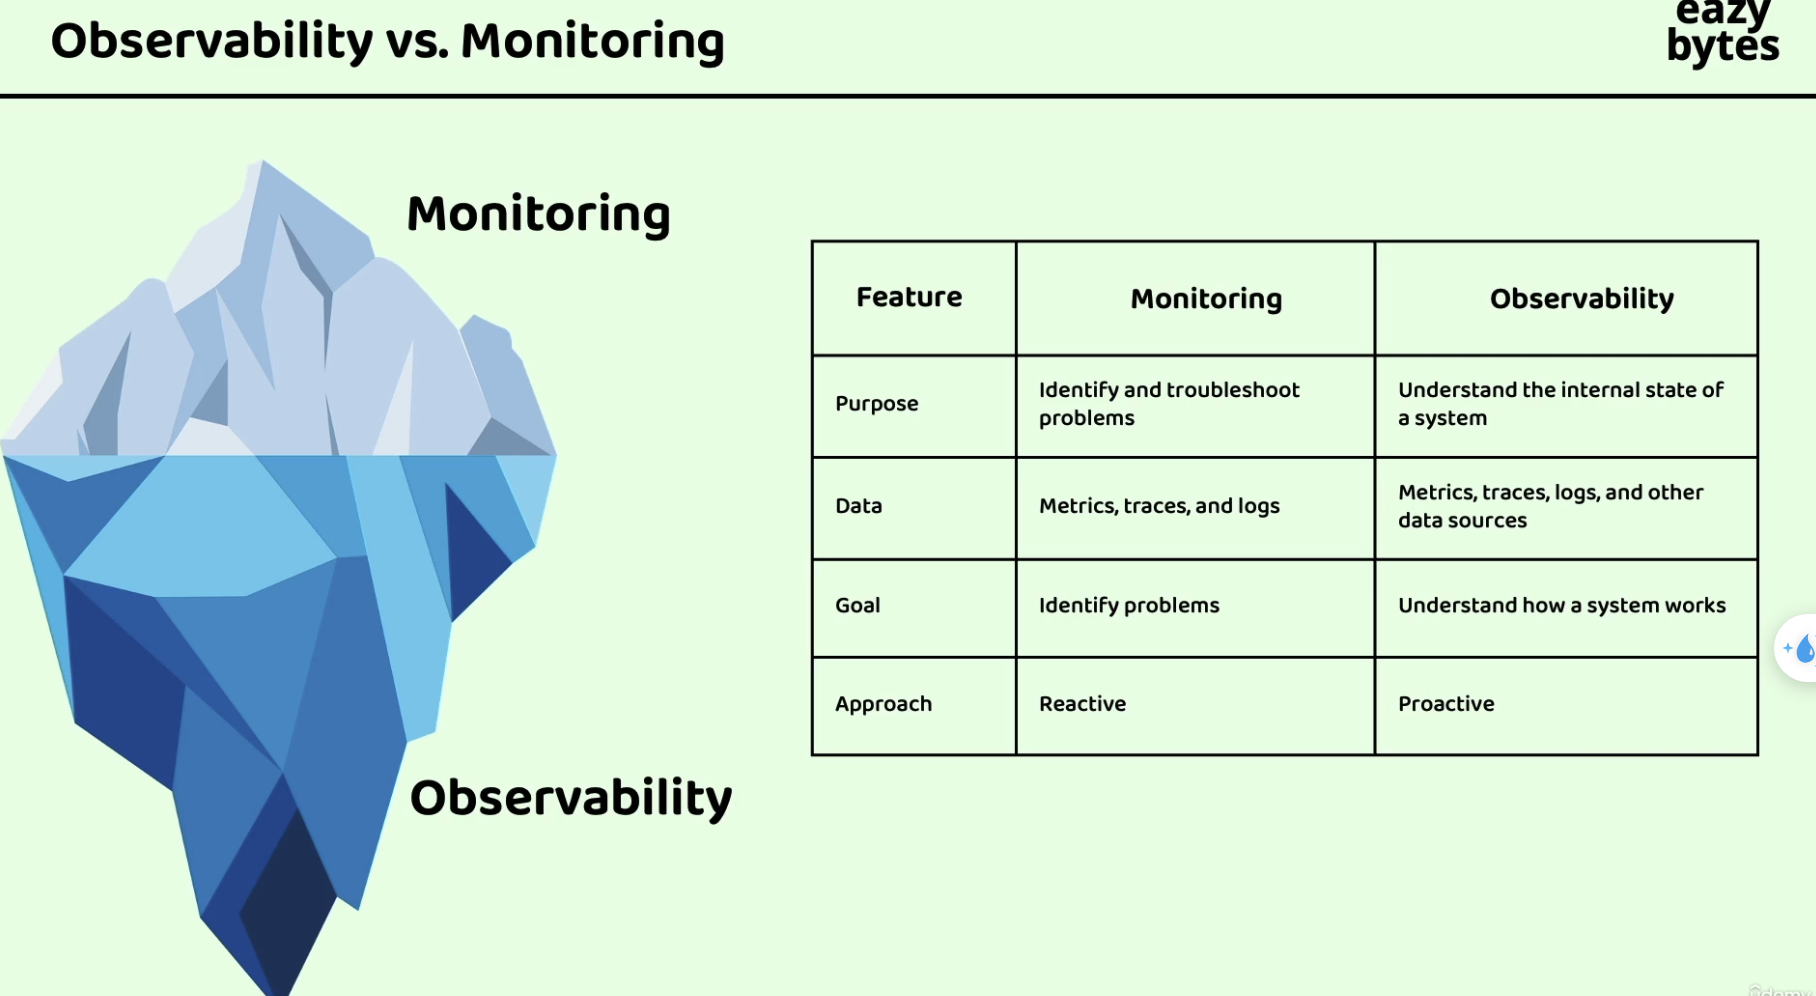 Observability vs. Monitoring
eazy
bytes
Monitoring
Observability
Feature
Monitoring
Observability
Purpose
Identify and troubleshoot
problems
Understand the internal state of
a system
Data
Metrics, traces, and logs
Metrics, traces, logs, and other
data sources
Goal
Identify problems
Understand how a system works
Approach
Reactive
Proactive